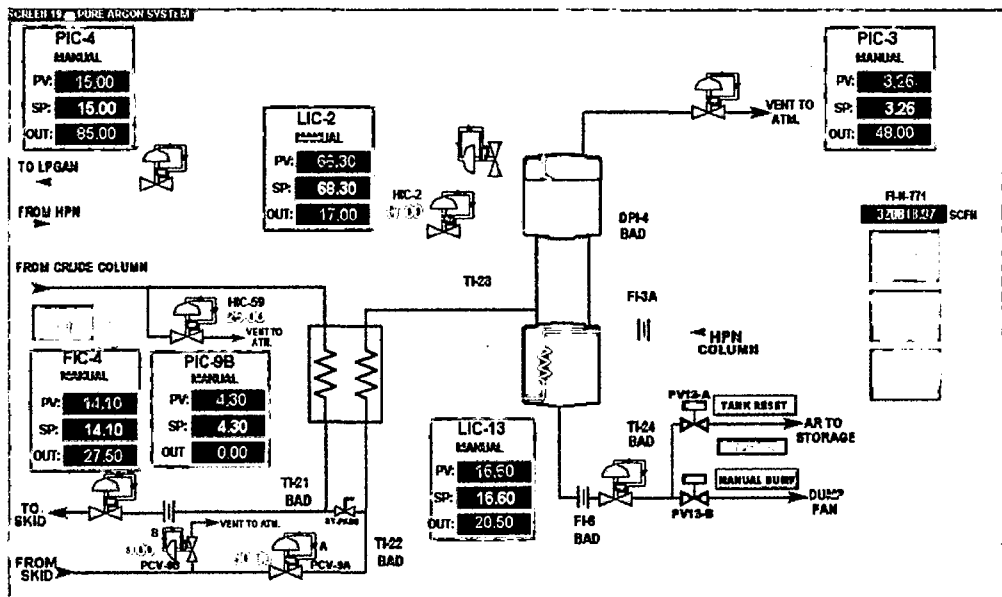 SCREEN 19 PURE ARGON SYSTEM
PIC-4
MANUAL
PV: 15.00
SP: 15.00
OUT: 85.00
TO LPGAN
FROM HPN
FROM CRUDE COLUMN
LIC-2
MANUAL
PV:
SP: 68.30
OUT: 17.00
HIC-2
PIC-3
MANUAL
PV: 3.26
SP: 3.26
OUT: 48.00
VENT TO
ATM.
DPI-4
BAD
FI-N-771
SCFH
TI-23
FI-3A
HPN
COLUMN
HIC-59
VENT TO
ATM.
FIC-4
MANUAL
PV: 14.10
SP: 14.10
OUT: 27.50
PIC-9B
MANUAL
PV: 4.30
SP: 4.30
OUT 0.00
LIC-13
MANUAL
PV: 16.60
SP: 16.60
OUT: 20.50
TI-21
BAD
TI-22
BAD
TI-24
BAD
FI-6
BAD
PV13-A
TANK RESET
AR TO
STORAGE
MANUAL DUMP
PV13-B
DUMP
PAN
TO
SKID
BY-PASS
VENT TO ATM.
B
PCV-9B
A
PCV-9A
FROM
SKID